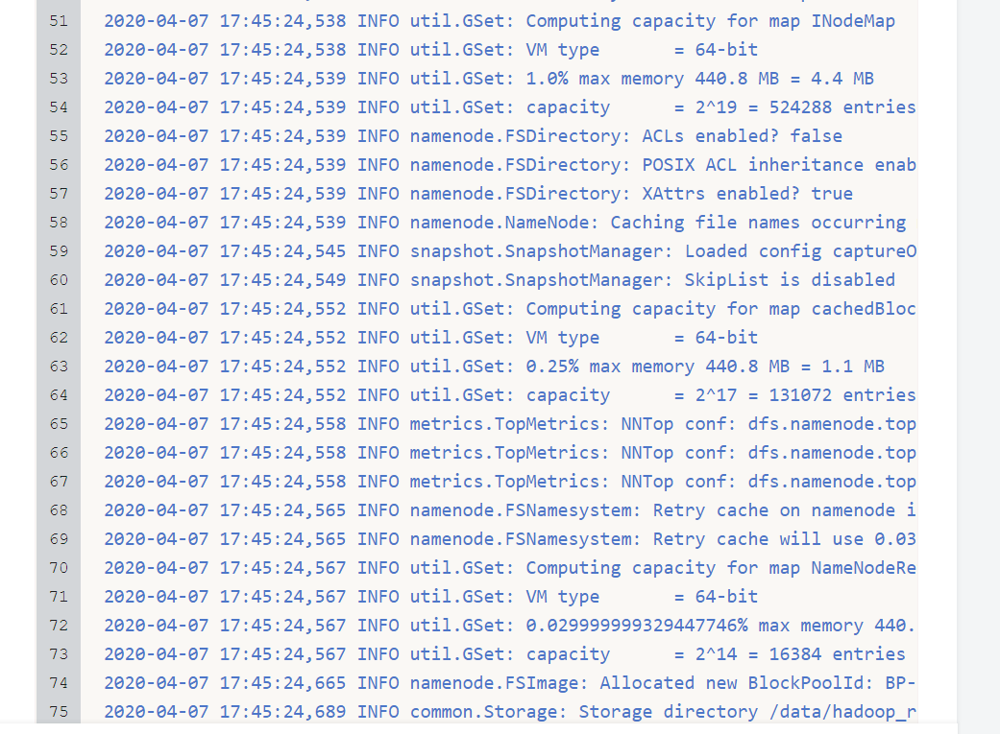 51 2020-04-07 17:45:24,538 INFO util.GSet: Computing capacity for map INodeMap
52 2020-04-07 17:45:24,538 INFO util.GSet: VM type       = 64-bit
53 2020-04-07 17:45:24,539 INFO util.GSet: 1.0% max memory 440.8 MB = 4.4 MB
54 2020-04-07 17:45:24,539 INFO util.GSet: capacity      = 2^19 = 524288 entries
55 2020-04-07 17:45:24,539 INFO namenode.FSDirectory: ACLs enabled? false
56 2020-04-07 17:45:24,539 INFO namenode.FSDirectory: POSIX ACL inheritance enab
57 2020-04-07 17:45:24,539 INFO namenode.FSDirectory: XAttrs enabled? true
58 2020-04-07 17:45:24,539 INFO namenode.NameNode: Caching file names occurring
59 2020-04-07 17:45:24,545 INFO snapshot.SnapshotManager: Loaded config captureO
60 2020-04-07 17:45:24,549 INFO snapshot.SnapshotManager: SkipList is disabled
61 2020-04-07 17:45:24,552 INFO util.GSet: Computing capacity for map cachedBloc
62 2020-04-07 17:45:24,552 INFO util.GSet: VM type       = 64-bit
63 2020-04-07 17:45:24,552 INFO util.GSet: 0.25% max memory 440.8 MB = 1.1 MB
64 2020-04-07 17:45:24,552 INFO util.GSet: capacity      = 2^17 = 131072 entries
65 2020-04-07 17:45:24,558 INFO metrics.TopMetrics: NNTop conf: dfs.namenode.top
66 2020-04-07 17:45:24,558 INFO metrics.TopMetrics: NNTop conf: dfs.namenode.top
67 2020-04-07 17:45:24,558 INFO metrics.TopMetrics: NNTop conf: dfs.namenode.top
68 2020-04-07 17:45:24,565 INFO namenode.FSNamesystem: Retry cache on namenode i
69 2020-04-07 17:45:24,565 INFO namenode.FSNamesystem: Retry cache will use 0.03
70 2020-04-07 17:45:24,567 INFO util.GSet: Computing capacity for map NameNodeRe
71 2020-04-07 17:45:24,567 INFO util.GSet: VM type       = 64-bit
72 2020-04-07 17:45:24,567 INFO util.GSet: 0.029999999329447746% max memory 440.
73 2020-04-07 17:45:24,567 INFO util.GSet: capacity      = 2^14 = 16384 entries
74 2020-04-07 17:45:24,665 INFO namenode.FSImage: Allocated new BlockPoolId: BP-
75 2020-04-07 17:45:24,689 INFO common.Storage: Storage directory /data/hadoop_r